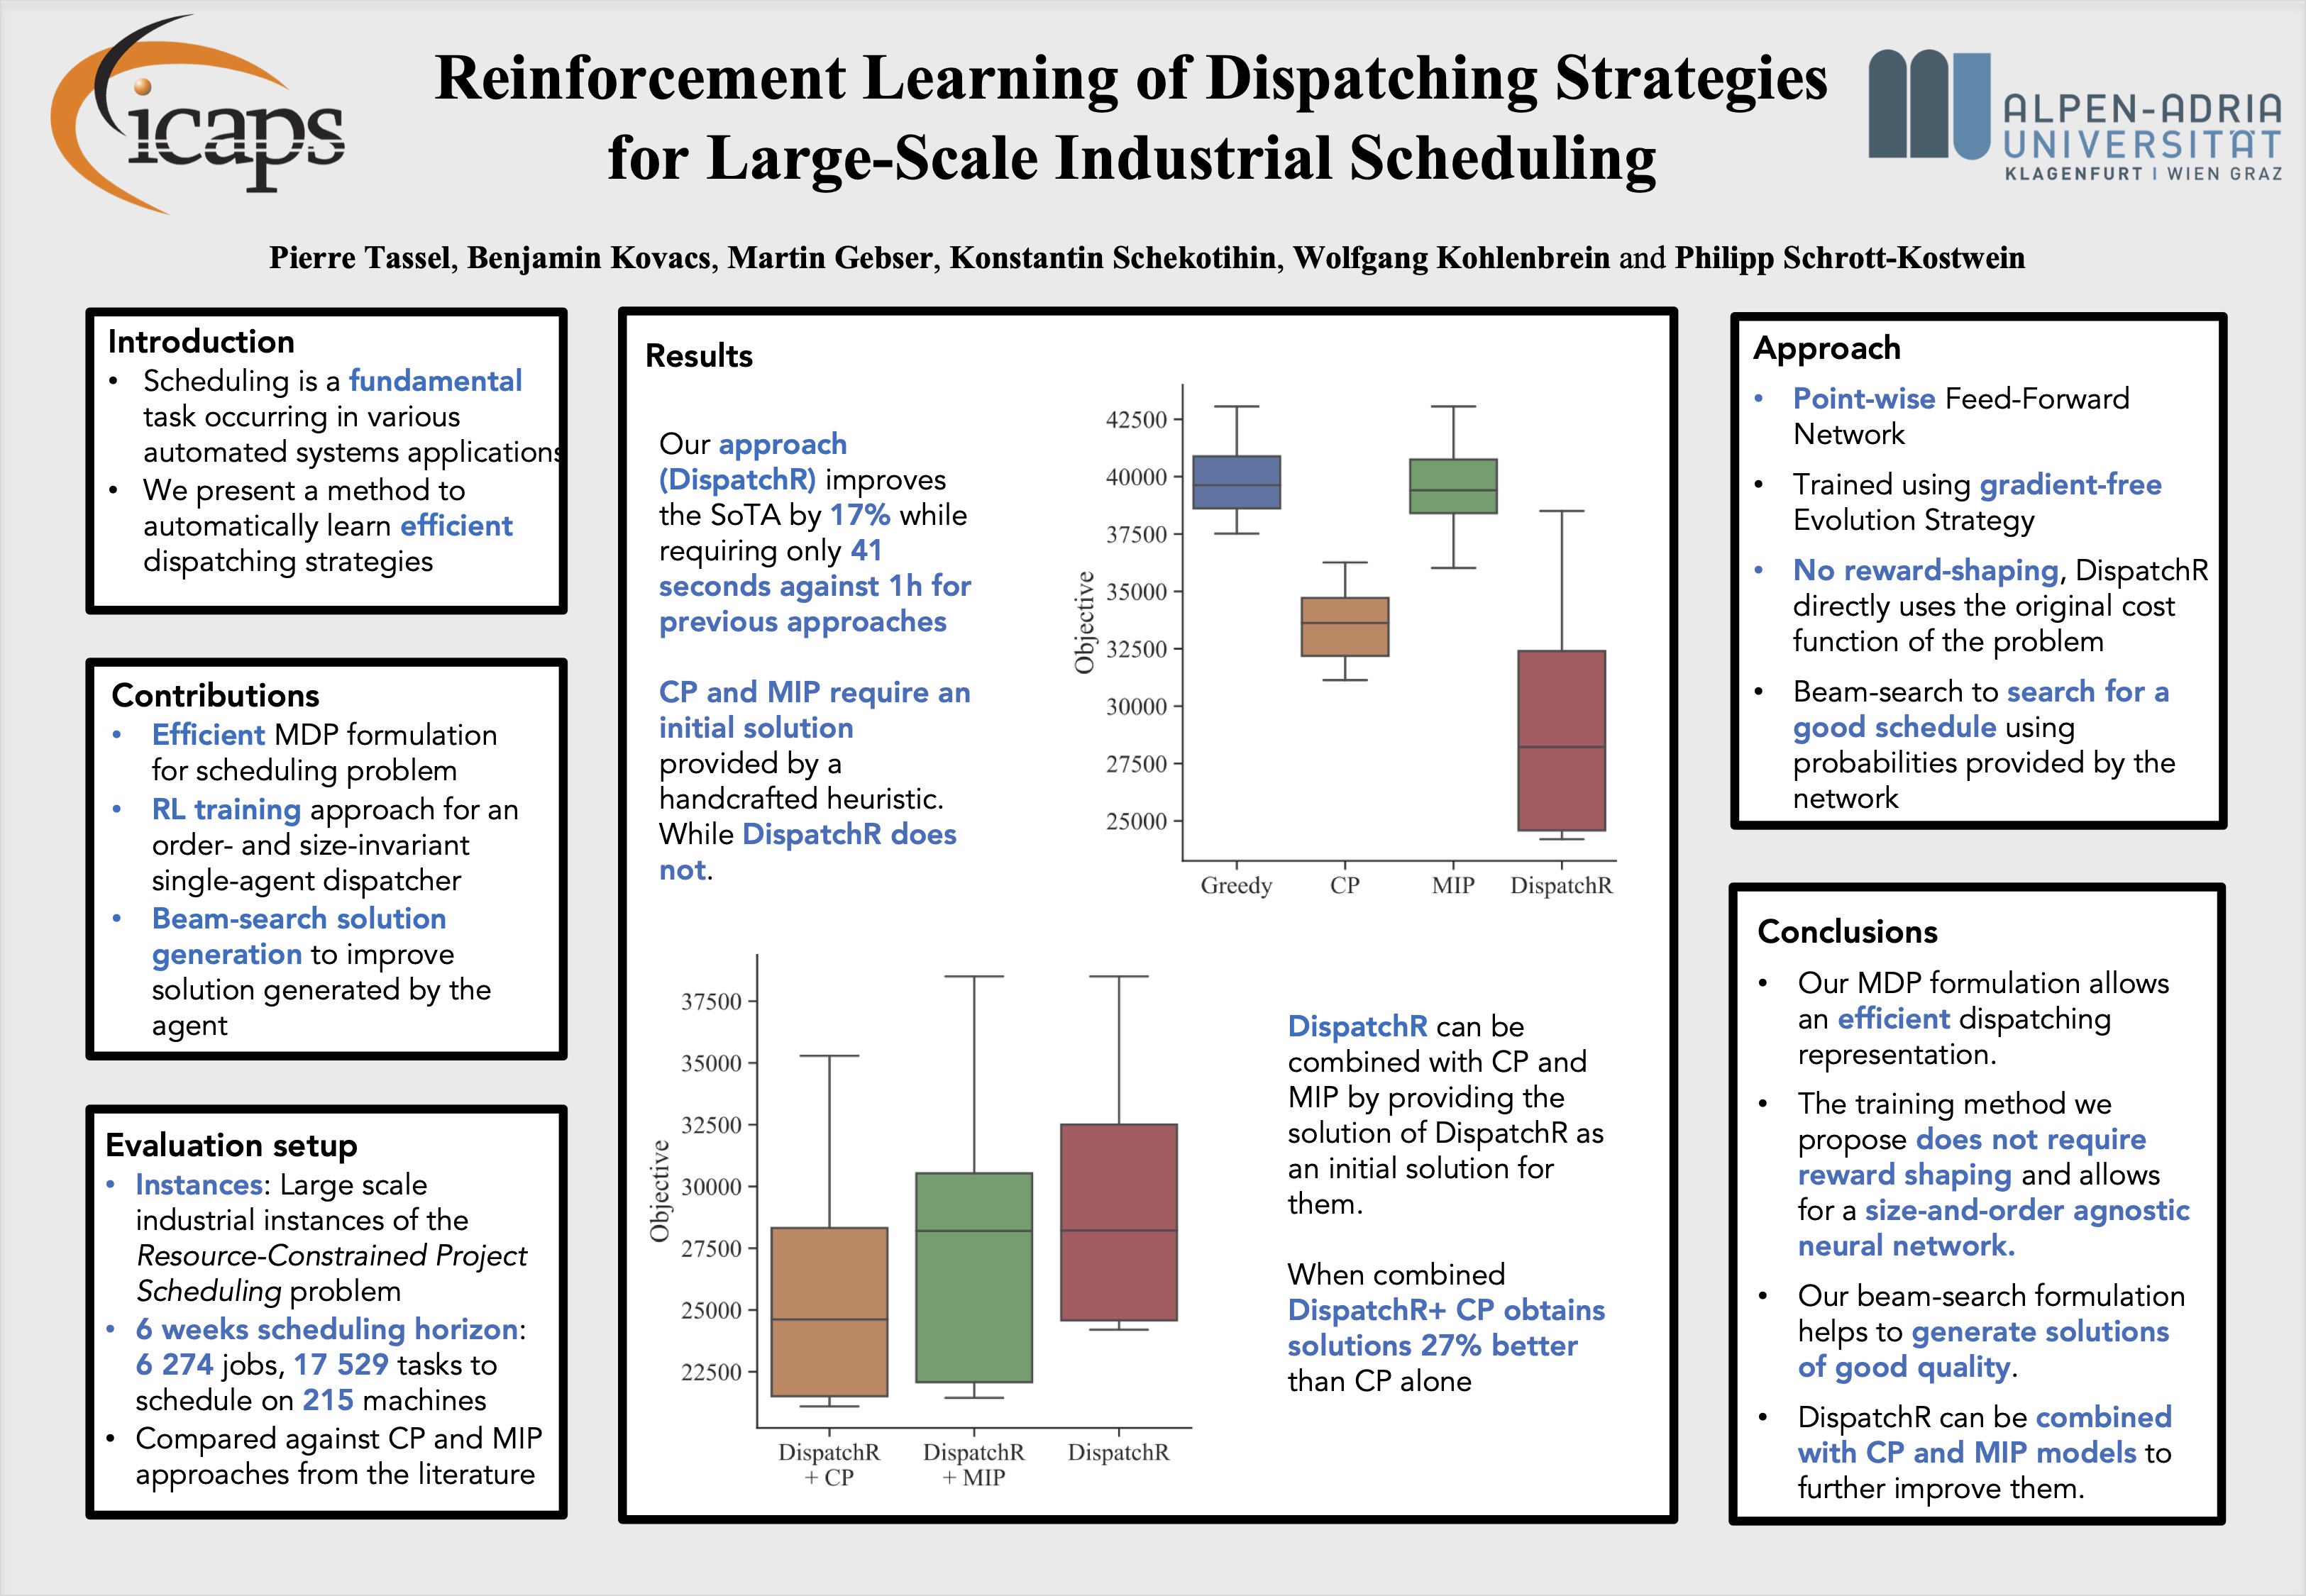 icaps
Reinforcement Learning of Dispatching Strategies
for Large-Scale Industrial Scheduling
ALPEN-ADRIA
UNIVERSITÄT
KLAGENFURT I WIEN GRAZ
Pierre Tassel, Benjamin Kovacs, Martin Gebser, Konstantin Schekotihin, Wolfgang Kohlenbrein and Philipp Schrott-Kostwein
Introduction
• Scheduling is a fundamental
task occurring in various
automated systems applications
• We present a method to
automatically learn efficient
dispatching strategies
Contributions
• Efficient MDP formulation
for scheduling problem
• RL training approach for an
order- and size-invariant
single-agent dispatcher
• Beam-search solution
generation to improve
solution generated by the
agent
Evaluation setup
• Instances: Large scale
industrial instances of the
Resource-Constrained Project
Scheduling problem
• 6 weeks scheduling horizon:
6 274 jobs, 17 529 tasks to
schedule on 215 machines
• Compared against CP and MIP
approaches from the literature
Results
Our approach
(DispatchR) improves
the SoTA by 17% while
requiring only 41
seconds against 1h for
previous approaches
CP and MIP require an
initial solution
provided by a
handcrafted heuristic.
While DispatchR does
not.
Objective
42500
40000
37500
35000
32500
30000
27500
25000
Greedy CP MIP DispatchR
Objective
37500
35000
32500
30000
27500
25000
22500
DispatchR DispatchR DispatchR
+ CP + MIP
DispatchR can be
combined with CP and
MIP by providing the
solution of DispatchR as
an initial solution for
them.
When combined
DispatchR+ CP obtains
solutions 27% better
than CP alone
Approach
• Point-wise Feed-Forward
Network
• Trained using gradient-free
Evolution Strategy
• No reward-shaping, DispatchR
directly uses the original cost
function of the problem
• Beam-search to search for a
good schedule using
probabilities provided by the
network
Conclusions
• Our MDP formulation allows
an efficient dispatching
representation.
• The training method we
propose does not require
reward shaping and allows
for a size-and-order agnostic
neural network.
• Our beam-search formulation
helps to generate solutions
of good quality.
• DispatchR can be combined
with CP and MIP models to
further improve them.